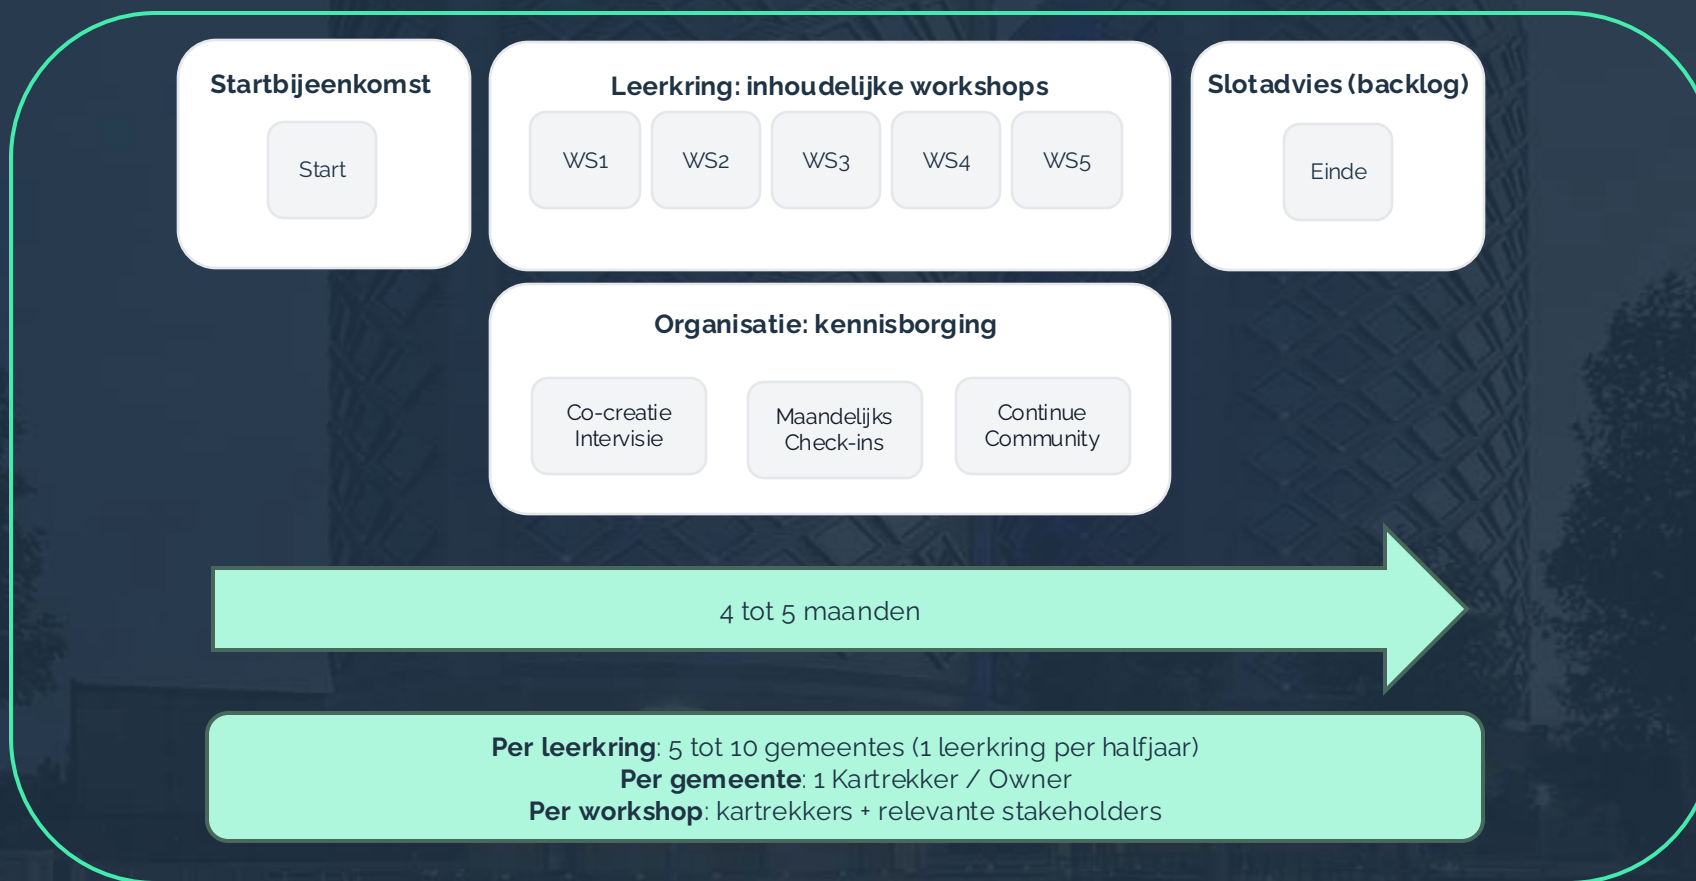 Startbijeenkomst
Start
Leerkring: inhoudelijke workshops
WS1
WS2
WS3
WS4
WS5
Slotadvies (backlog)
Einde
Organisatie: kennisborging
Co-creatie
Intervisie
Maandelijks
Check-ins
Continue
Community
4 tot 5 maanden
Per leerkring: 5 tot 10 gemeentes (1 leerkring per halfjaar)
Per gemeente: 1 Kartrekker / Owner
Per workshop: kartrekkers + relevante stakeholders